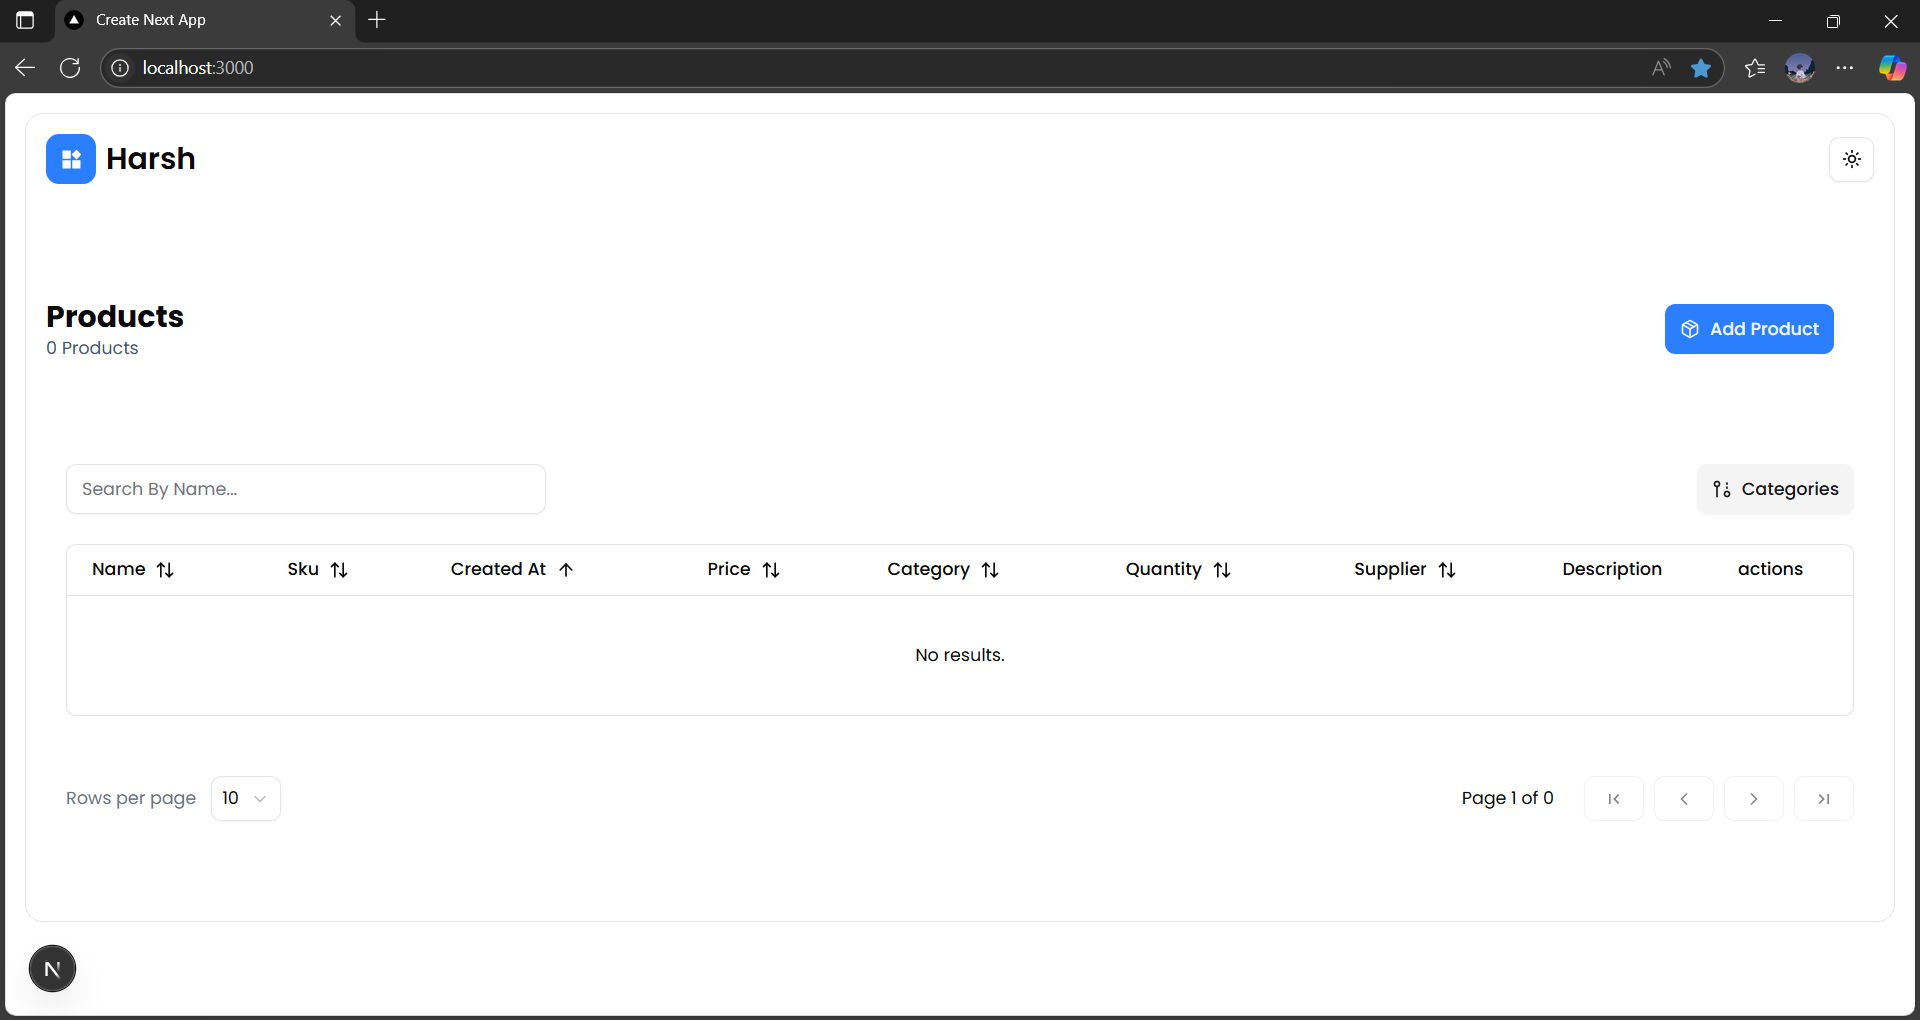 Create Next App
localhost:3000
Harsh
Products
0 Products
Add Product
Search By Name...
Categories
Name Sku Created At Price Category Quantity Supplier Description actions
No results.
Rows per page 10
Page 1 of 0
N